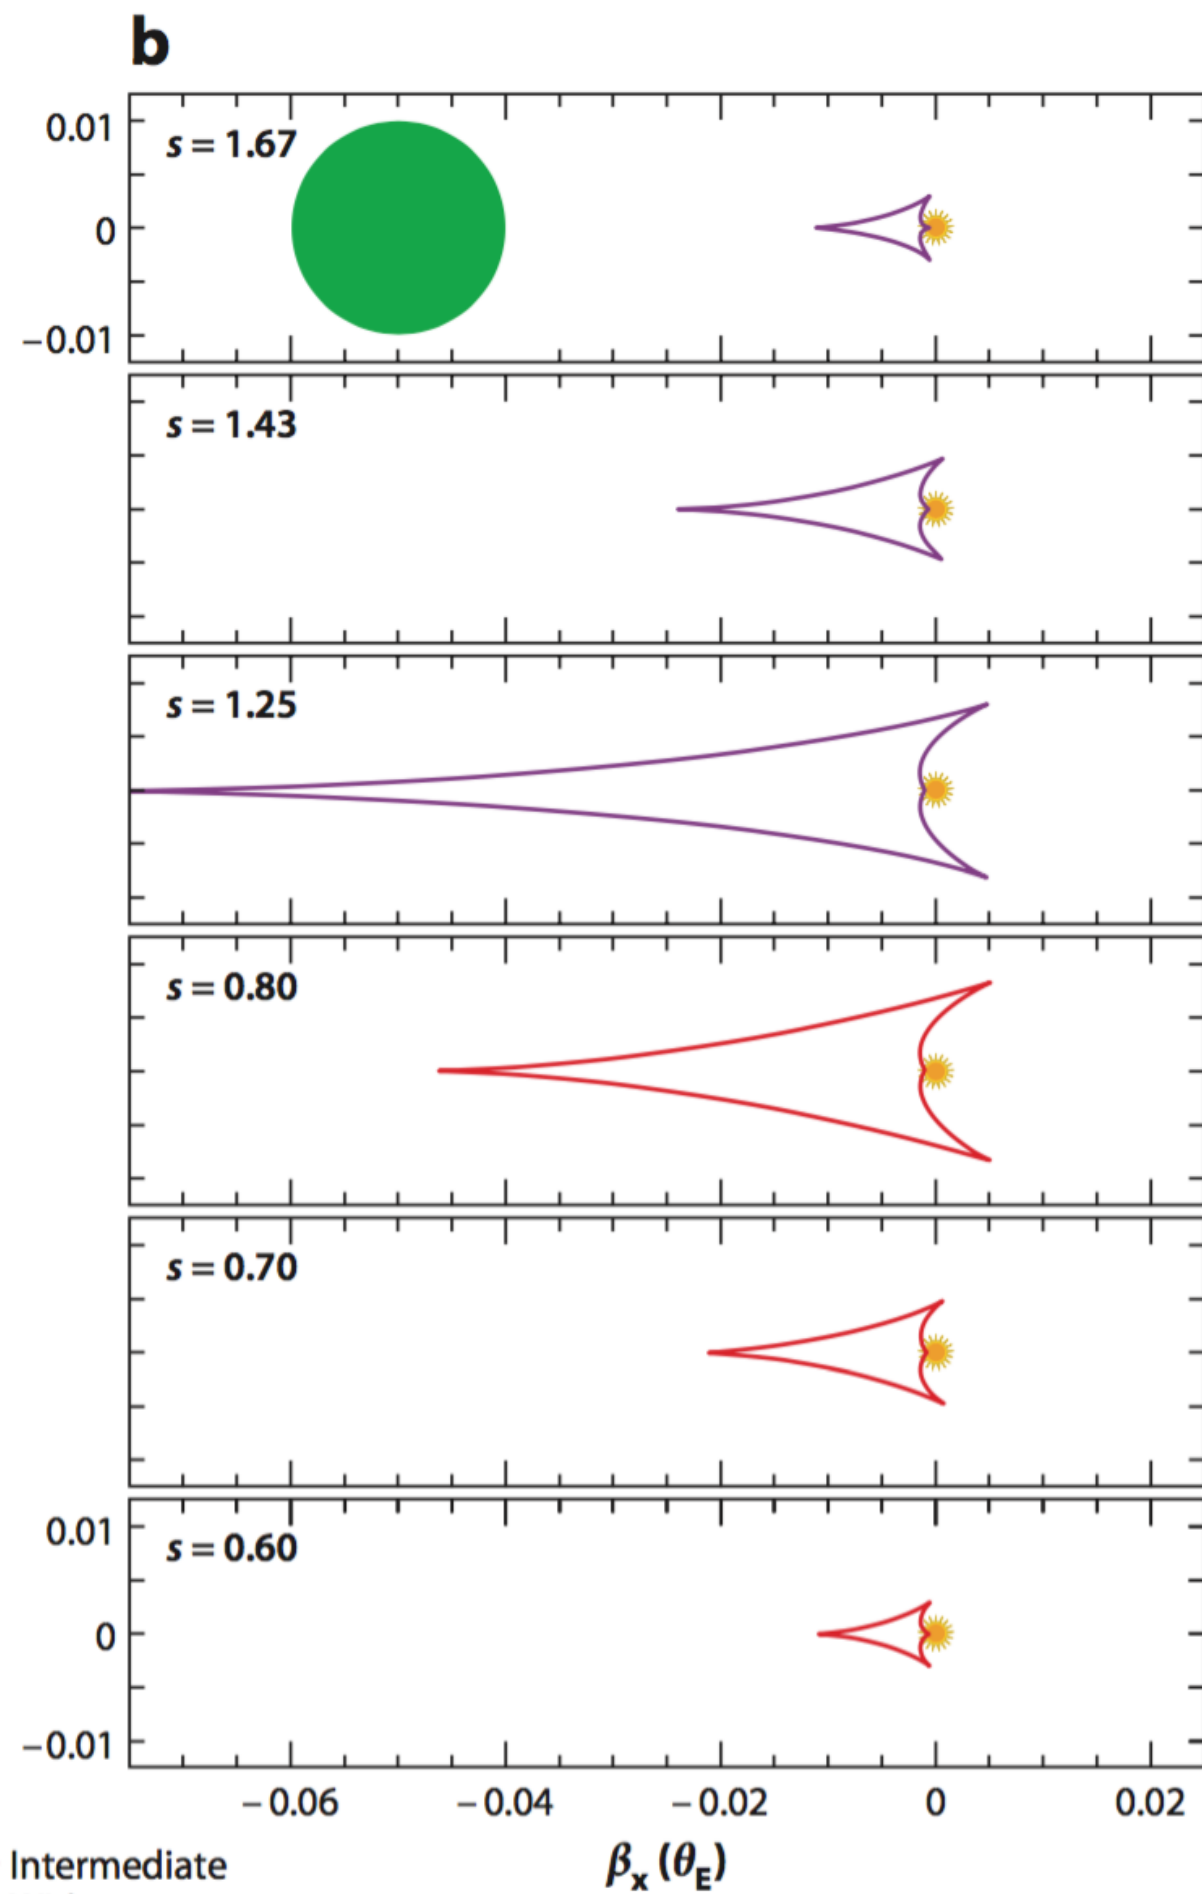 b
0.01
s = 1.67
0
–0.01
s = 1.43
s = 1.25
s = 0.80
s = 0.70
0.01
s = 0.60
0
–0.01
–0.06 –0.04 –0.02 0 0.02
Intermediate
βx (θE)